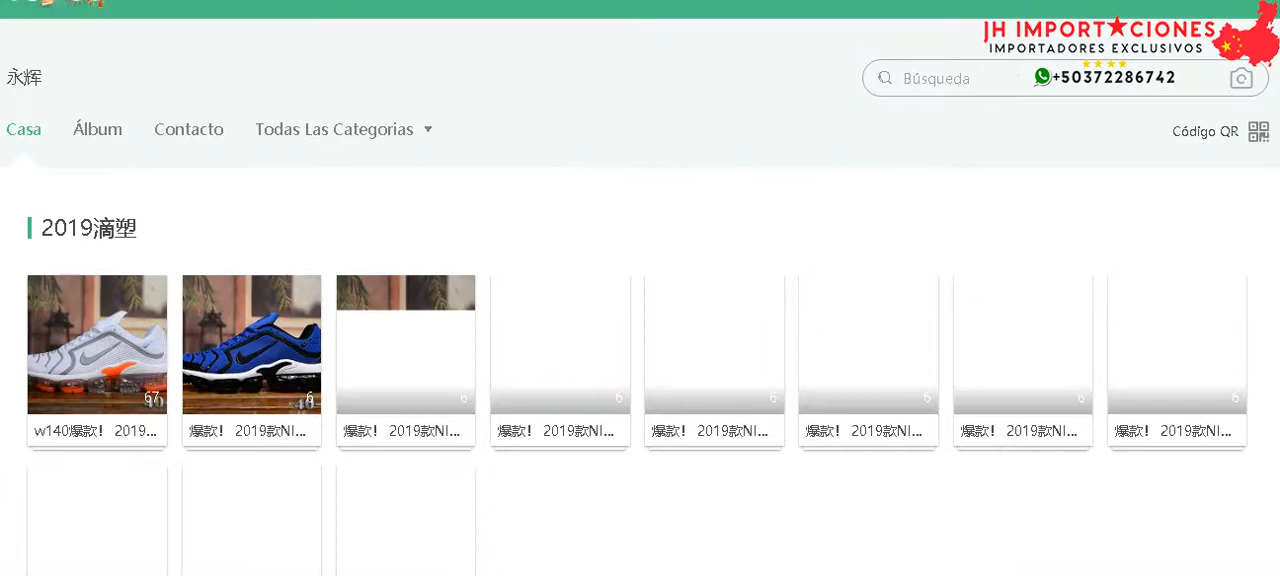 JH IMPORT★CIONES
IMPORTADORES EXCLUSIVOS
永辉
Búsqueda
+50372286742
Casa
Álbum
Contacto
Todas Las Categorias
Código QR
2019滴塑
67
6
6
6
6
6
6
6
w140爆款! 2019...
爆款! 2019款NI...
爆款! 2019款NI...
爆款! 2019款NI...
爆款! 2019款NI...
爆款! 2019款NI...
爆款! 2019款NI...
爆款! 2019款NI...